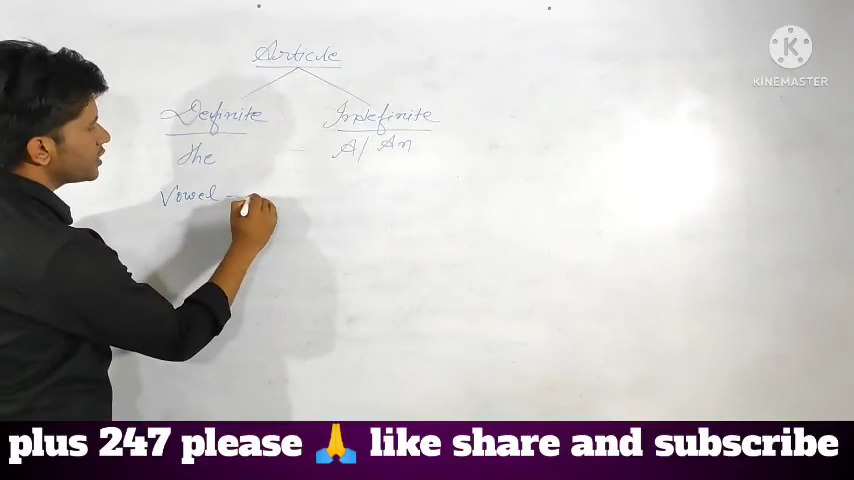 Article
Definite Indefinite
The A/ An
Vowel -
KINEMASTER
plus 247 please 🙏 like share and subscribe